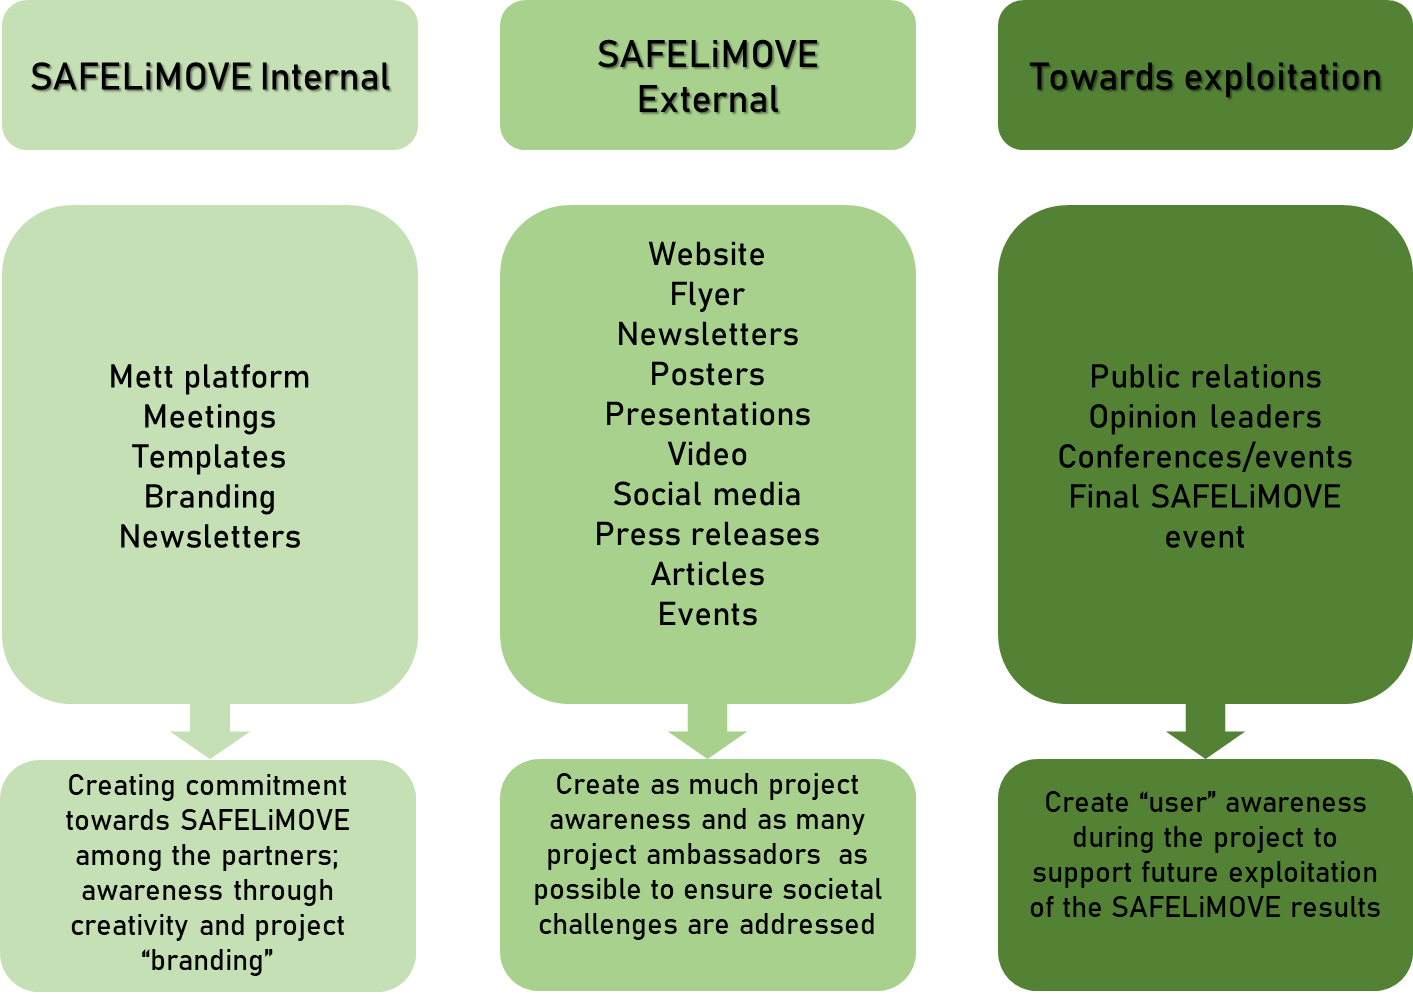 SAFELiMOVE Internal
Mett platform
Meetings
Templates
Branding
Newsletters
Creating commitment
towards SAFELiMOVE
among the partners;
awareness through
creativity and project
“branding”
SAFELiMOVE
External
Website
Flyer
Newsletters
Posters
Presentations
Video
Social media
Press releases
Articles
Events
Create as much project
awareness and as many
project ambassadors  as
possible to ensure societal
challenges are addressed
Towards exploitation
Public relations
Opinion leaders
Conferences/events
Final SAFELiMOVE
event
Create “user” awareness
during the project to
support future exploitation
of the SAFELiMOVE results